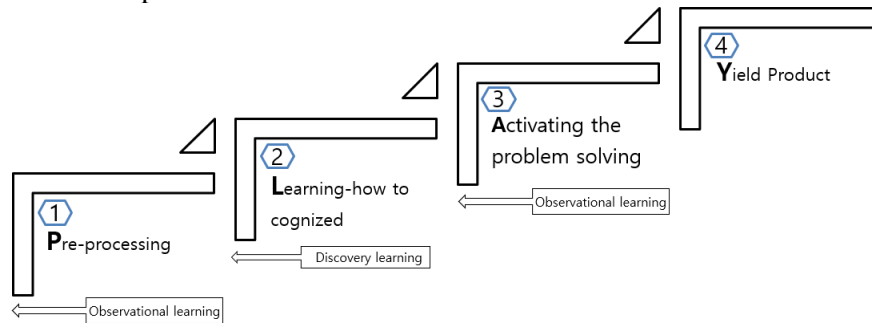 1
Pre-processing
Observational learning
2
Learning-how to
cognized
Discovery learning
3
Activating the
problem solving
Observational learning
4
Yield Product